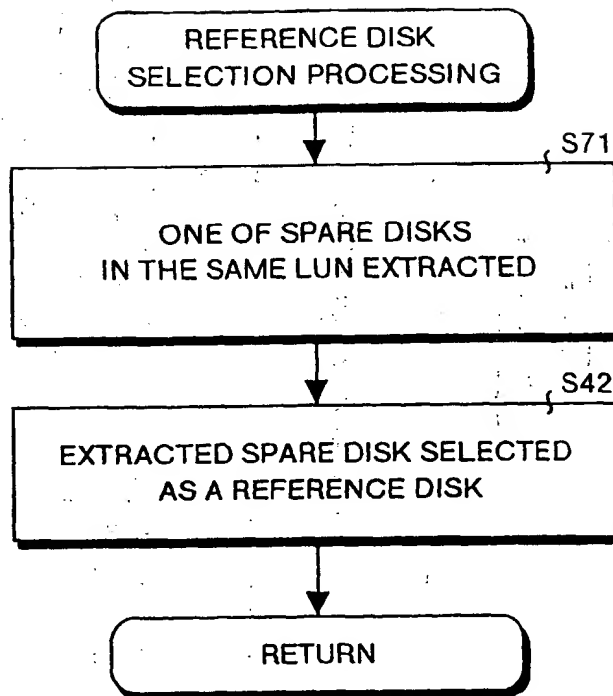 REFERENCE DISK
SELECTION PROCESSING
S71
ONE OF SPARE DISKS
IN THE SAME LUN EXTRACTED
S42
EXTRACTED SPARE DISK SELECTED
AS A REFERENCE DISK
RETURN